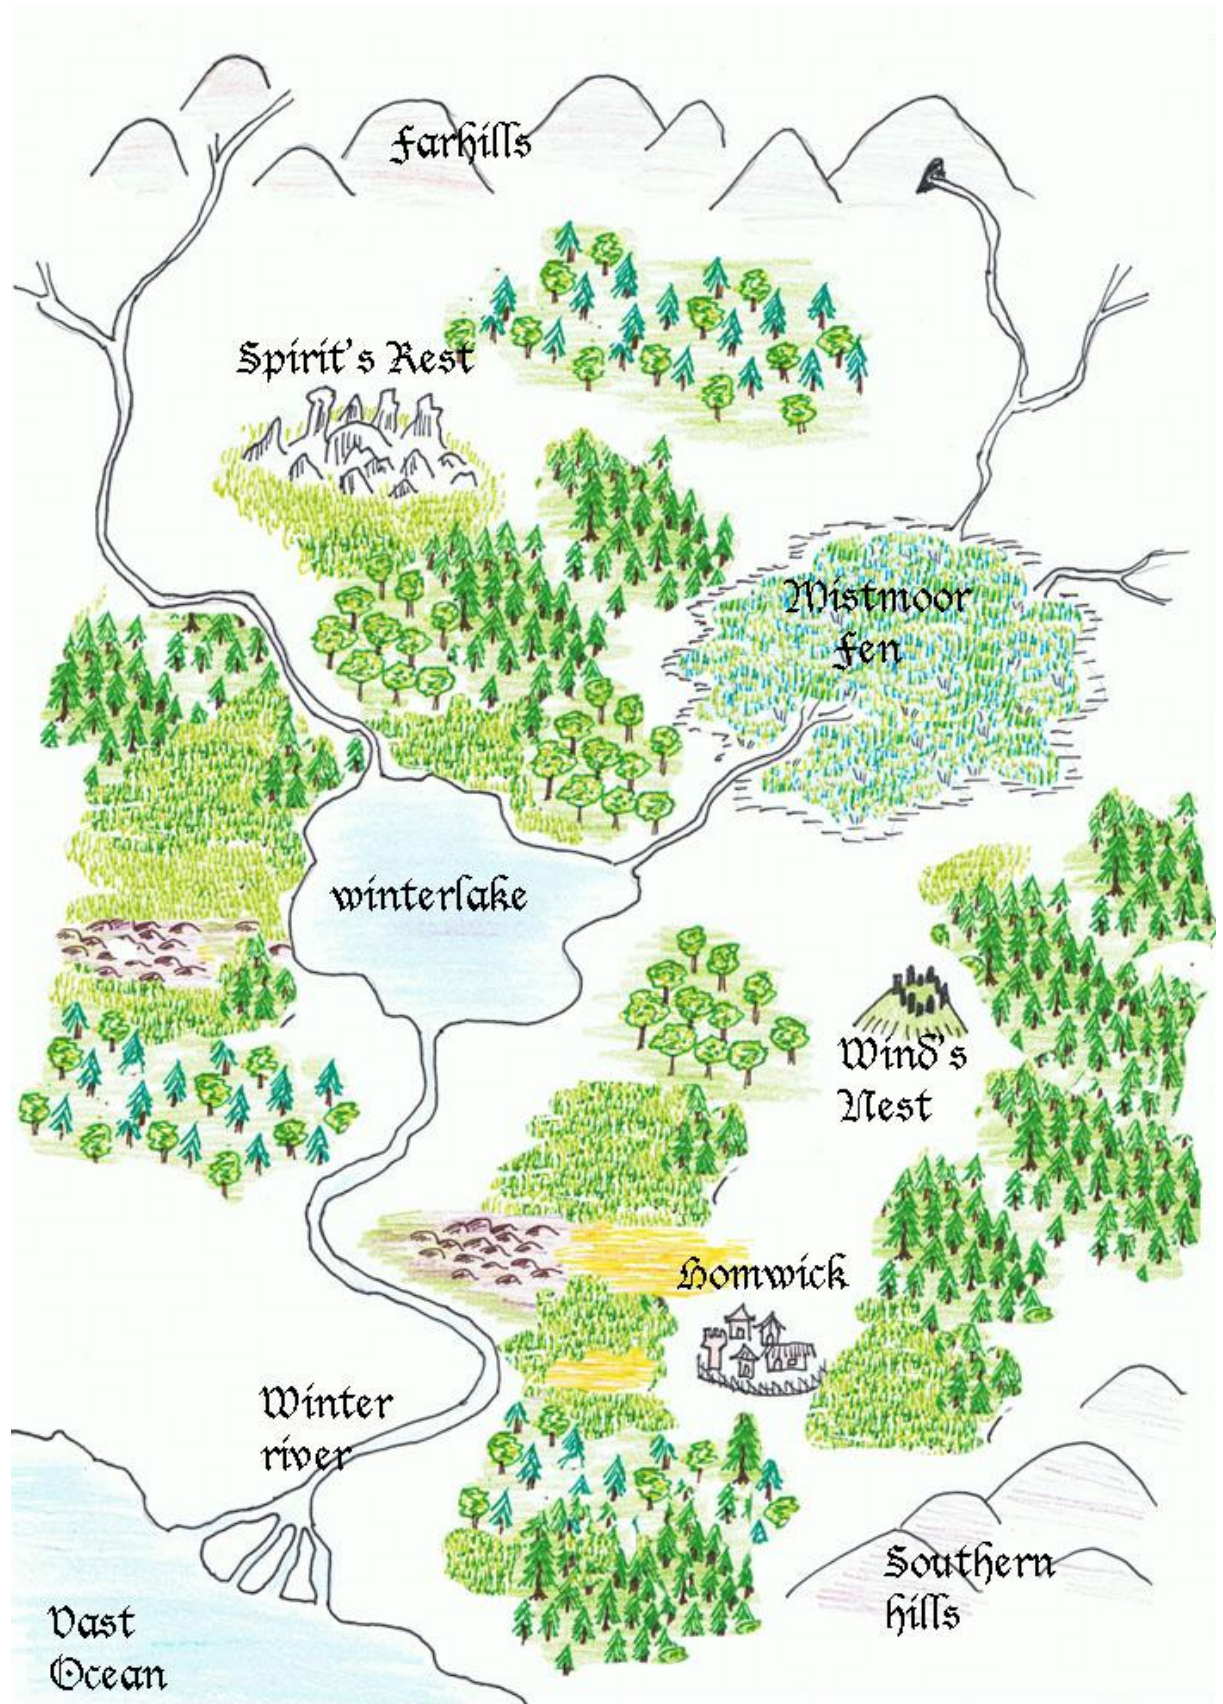 Farhills
Spirit's Rest
Mistmoor
Fen
winterlake
Wind's
Nest
Homwick
Winter
river
Southern
hills
Vast
Ocean